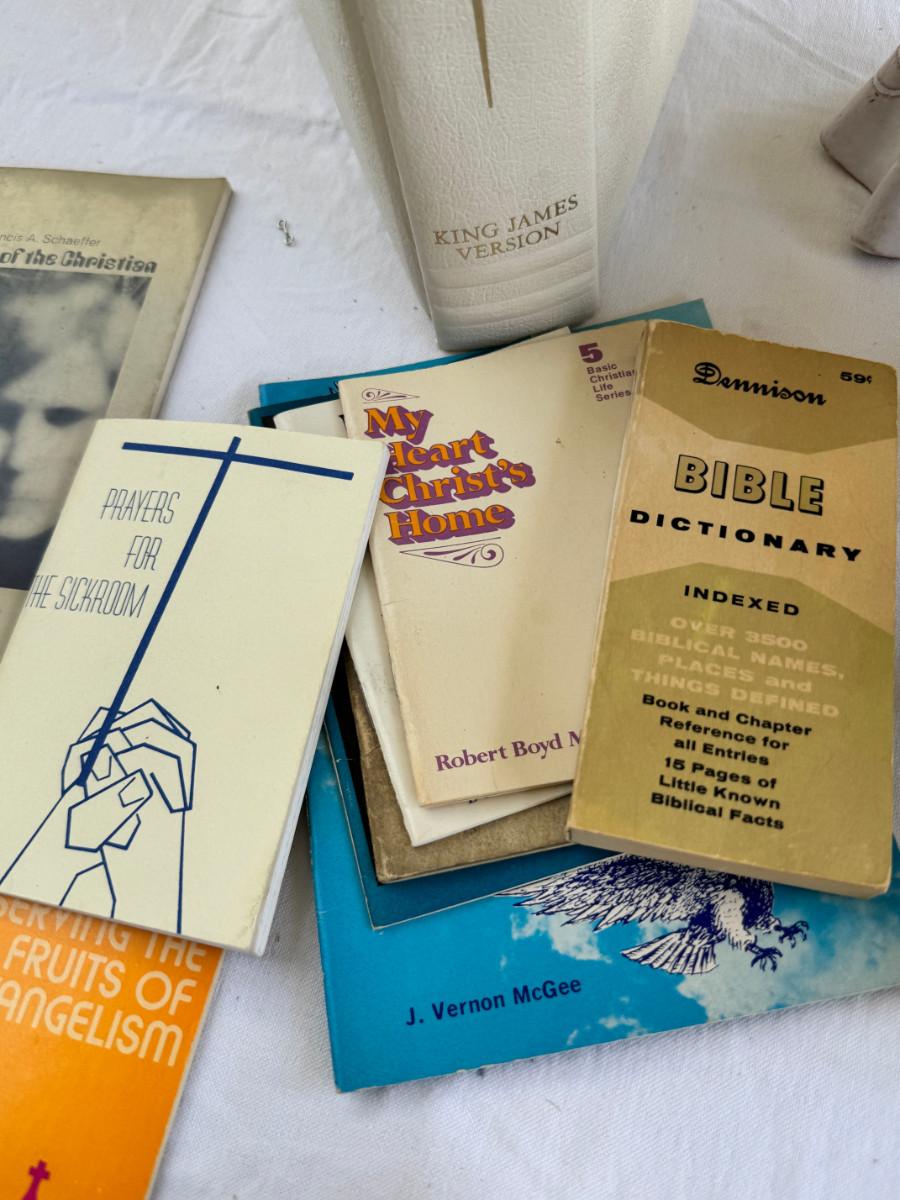 KING JAMES
VERSION
ncis A. Schaeffer
of the Christian
5
Basic
Christian
Life
Series
My
Heart
Christ's
Home
Robert Boyd M
Dennison
59¢
BIBLE
DICTIONARY
INDEXED
OVER 3500
BIBLICAL NAMES,
PLACES and
THINGS DEFINED
Book and Chapter
Reference for
all Entries
15 Pages of
Little Known
Biblical Facts
PRAYERS
FOR
THE SICKROOM
J. Vernon McGee
SERVING THE
FRUITS OF
VANGELISM